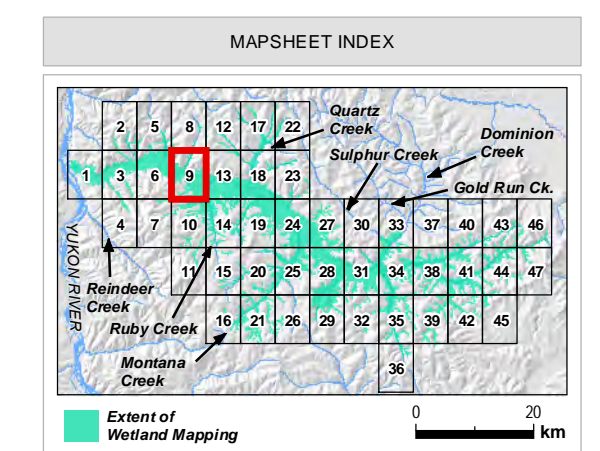 MAPSHEET INDEX
2 5 8 12 17 22
Quartz
Creek
Dominion
Creek
Sulphur Creek
1 3 6 9 13 18 23
Gold Run Ck.
4 7 10 14 19 24 27 30 33 37 40 43 46
YUKON RIVER
11 15 20 25 28 31 34 38 41 44 47
Reindeer
Creek
Ruby Creek
16 21 26 29 32 35 39 42 45
Montana
Creek
36
Extent of
Wetland Mapping
0 20
km